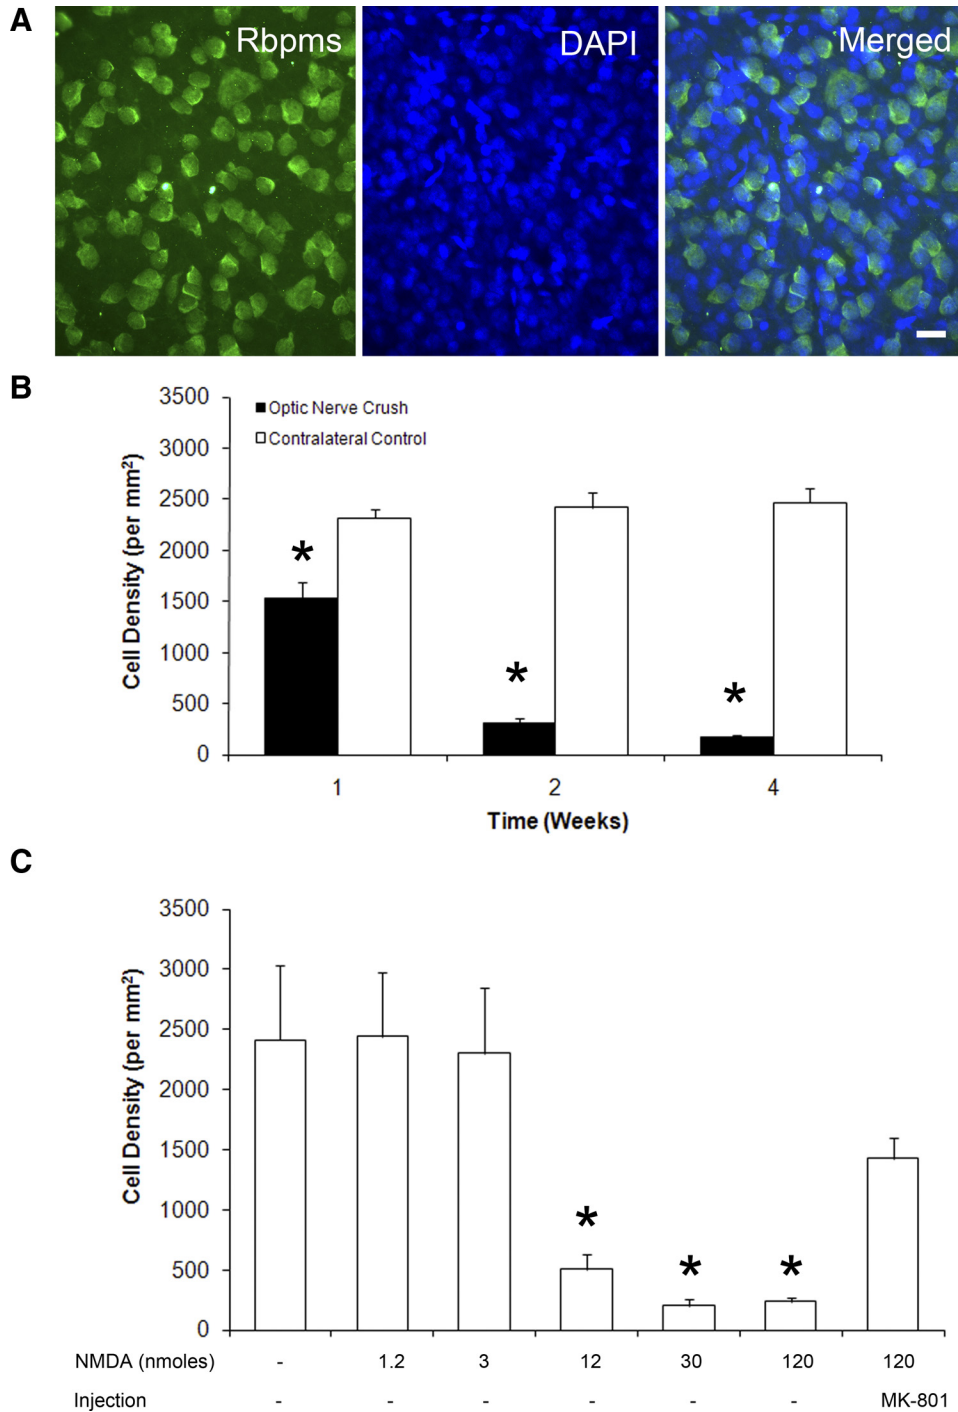 A
Rbpms
DAPI
Merged
B
3500
3000
2500
2000
1500
1000
500
0
Cell Density (per mm²)
Optic Nerve Crush
Contralateral Control
*
*
*
1
2
4
Time (Weeks)
C
3500
3000
2500
2000
1500
1000
500
0
Cell Density (per mm²)
*
*
*
NMDA (nmoles) - 1.2 3 12 30 120 120
Injection - - - - - - MK-801